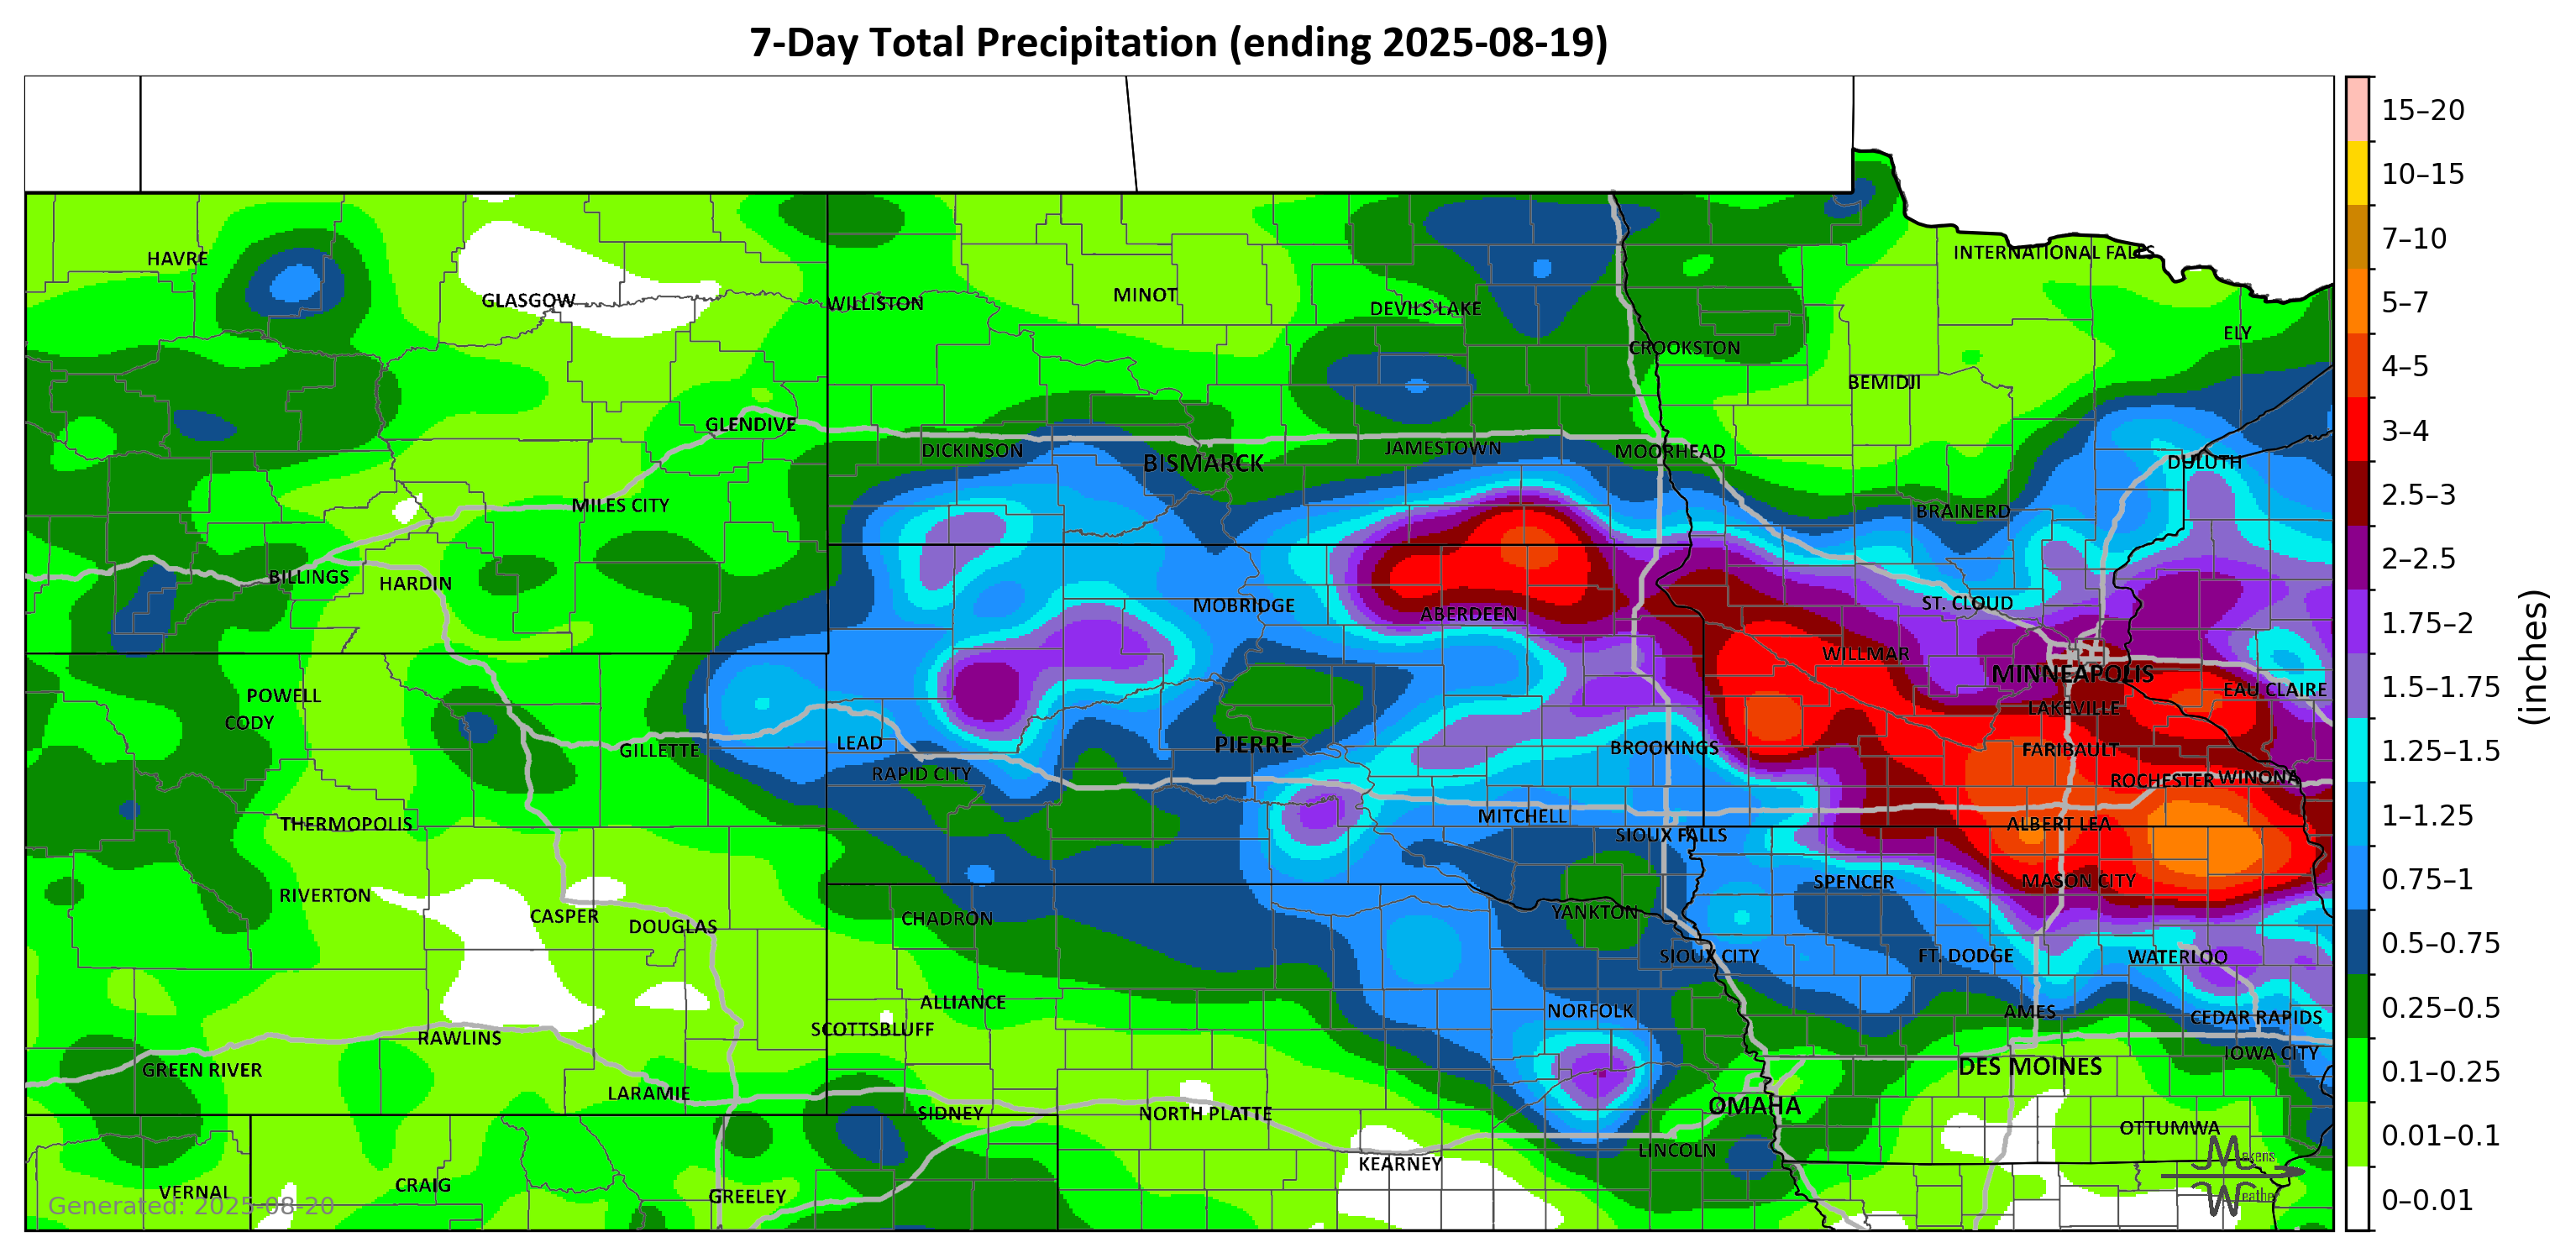 7-Day Total Precipitation (ending 2025-08-19)
HAVRE
INTERNATIONAL FALLS
GLASGOW
WILLISTON
MINOT
DEVILS LAKE
ELY
CROOKSTON
BEMIDJI
GLENDIVE
DICKINSON
BISMARCK
JAMESTOWN
MOORHEAD
DULUTH
MILES CITY
BRAINERD
BILLINGS
HARDIN
MOBRIDGE
ABERDEEN
ST. CLOUD
WILLMAR
MINNEAPOLIS
POWELL
EAU CLAIRE
CODY
LAKEVILLE
GILLETTE
LEAD
PIERRE
BROOKINGS
FARIBAULT
RAPID CITY
ROCHESTER
WINONA
THERMOPOLIS
MITCHELL
SIOUX FALLS
ALBERT LEA
RIVERTON
SPENCER
MASON CITY
CASPER
DOUGLAS
CHADRON
YANKTON
SIOUX CITY
FT. DODGE
WATERLOO
ALLIANCE
NORFOLK
AMES
SCOTTSBLUFF
CEDAR RAPIDS
RAWLINS
IOWA CITY
GREEN RIVER
DES MOINES
LARAMIE
SIDNEY
NORTH PLATTE
OMAHA
OTTUMWA
KEARNEY
LINCOLN
VERNAL
CRAIG
GREELEY
Generated: 2025-08-20
Makens
Weather
15–20
10–15
7–10
5–7
4–5
3–4
2.5–3
2–2.5
1.75–2
1.5–1.75
1.25–1.5
1–1.25
0.75–1
0.5–0.75
0.25–0.5
0.1–0.25
0.01–0.1
0–0.01
(inches)